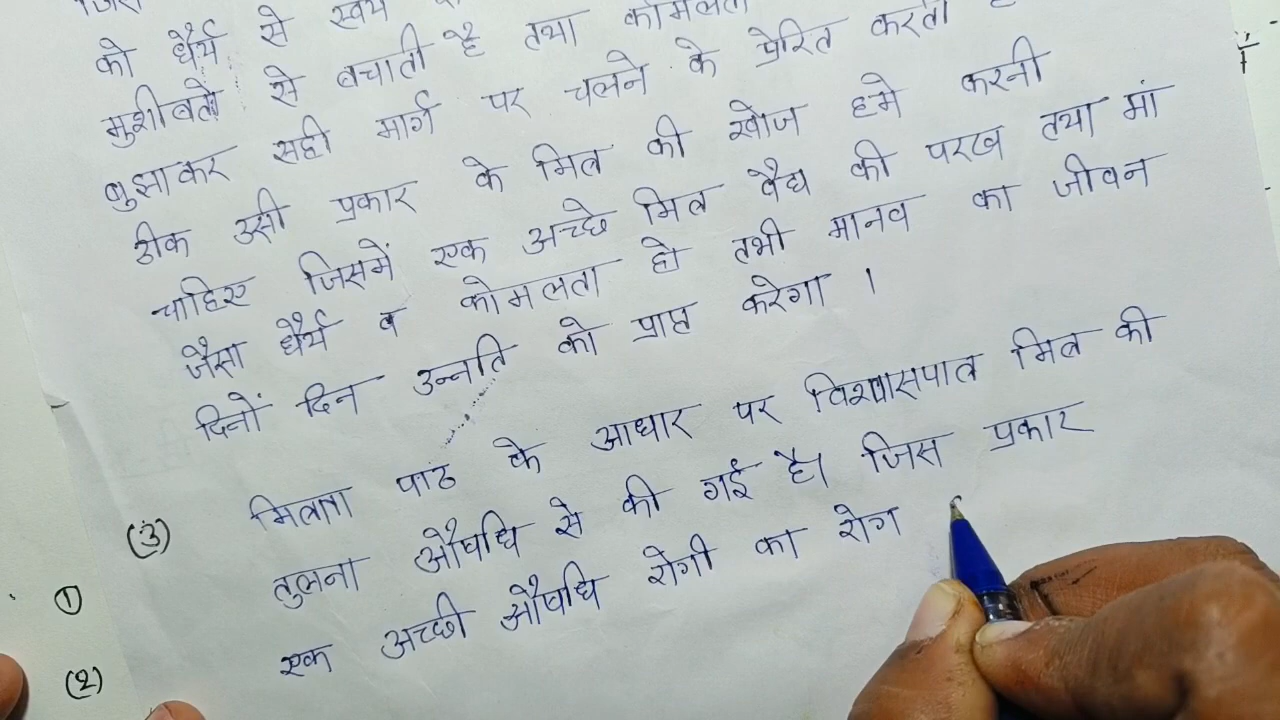 को धैर्य से स्वयं
मुशीबतों से बचाती है तथा कोमलता
बुझाकर सही मार्ग पर चलने के प्रेरित करता
ठीक उसी प्रकार के मित्र की खोज हमे करनी
चाहिए जिसमें एक अच्छे मित्र वैद्य की परख तथा मां
जैसा धैर्य व कोमलता हो तभी मानव का जीवन
दिनों दिन उन्नति को प्राप्त करेगा ।
(3) मित्रता पाठ के आधार पर विश्वासपात्र मित्र की
तुलना औषधि से की गई है। जिस प्रकार
एक अच्छी औषधि रोगी का रोग
①
(2)